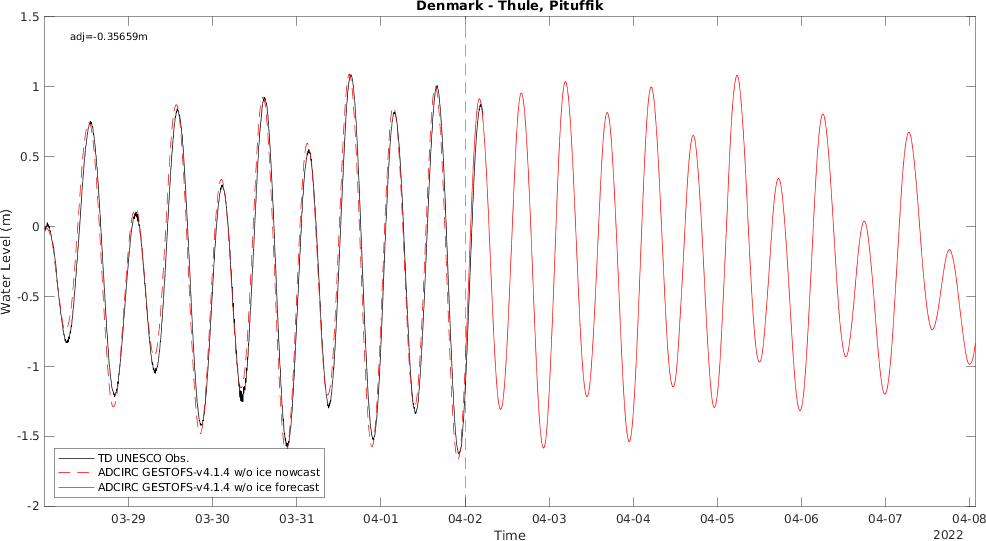 Denmark - Thule, Pituffik
adj=-0.35659m
1.5
1
0.5
0
-0.5
-1
-1.5
-2
Water Level (m)
TD UNESCO Obs.
ADCIRC GESTOFS-v4.1.4 w/o ice nowcast
ADCIRC GESTOFS-v4.1.4 w/o ice forecast
03-29 03-30 03-31 04-01 04-02 04-03 04-04 04-05 04-06 04-07 04-08
Time
2022